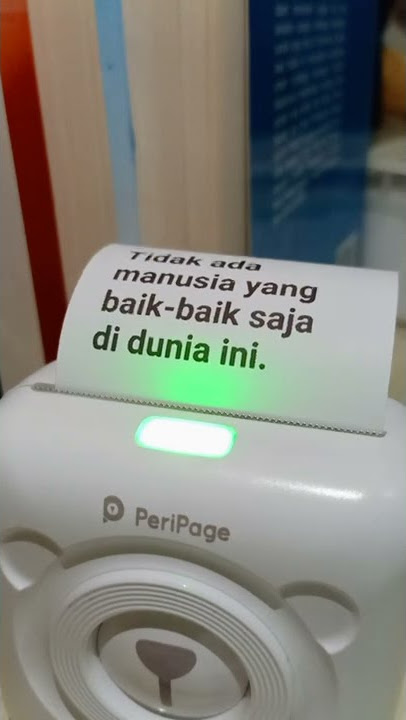 Tidak ada
manusia yang
baik-baik saja
di dunia ini.
PeriPage